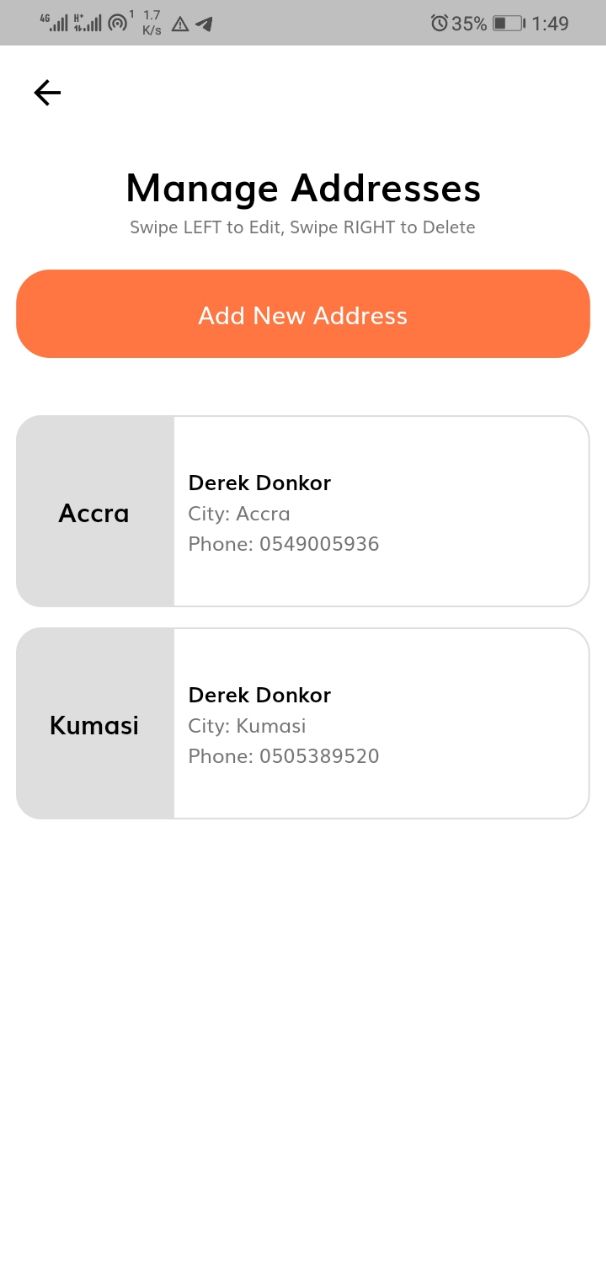 4G H+ 1 1.7 K/s 35% 1:49
Manage Addresses
Swipe LEFT to Edit, Swipe RIGHT to Delete
Add New Address
Accra
Derek Donkor
City: Accra
Phone: 0549005936
Kumasi
Derek Donkor
City: Kumasi
Phone: 0505389520